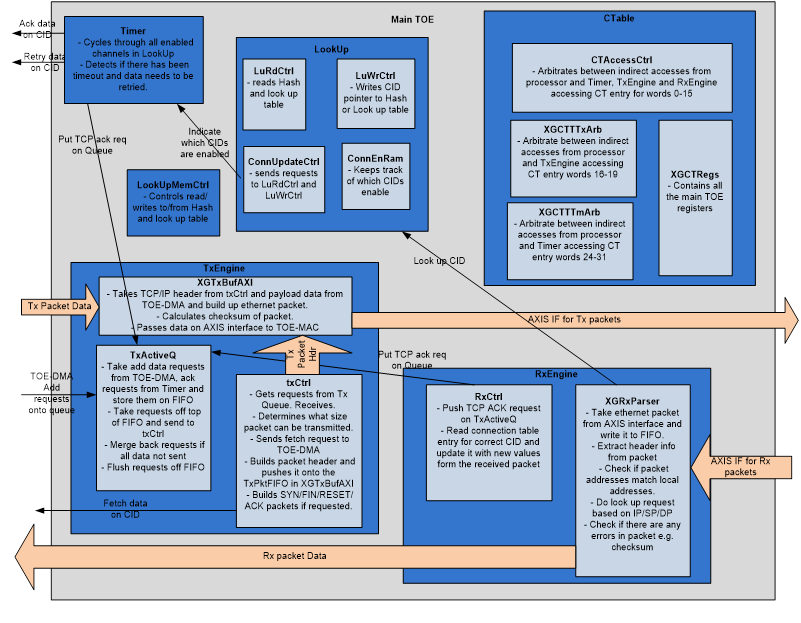 Main TOE
Ack data
on CID
Retry data
on CID
Timer
- Cycles through all enabled
channels in LookUp
- Detects if there has been
timeout and data needs to be
retried.
Put TCP ack req
on Queue
Indicate
which CIDs
are enabled
LookUpMemCtrl
- Controls read/
writes to/from Hash
and look up table
LookUp
LuRdCtrl
- reads Hash
and look up
table
LuWrCtrl
- Writes CID
pointer to Hash
or Look up table
ConnUpdateCtrl
- sends requests
to LuRdCtrl and
LuWrCtrl
ConnEnRam
- Keeps track
of which CIDs
enable
CTable
CTAccessCtrl
- Arbitrates between indirect accesses from
processor and Timer, TxEngine and RxEngine
accessing CT entry for words 0-15
XGCTTTxArb
- Arbitrate between indirect
accesses from processor
and TxEngine accessing
CT entry words 16-19
XGCTTTmArb
- Arbitrate between indirect
accesses from processor
and Timer accessing CT
entry words 24-31
XGCTRegs
- Contains all
the main TOE
registers
Look up CID
TxEngine
XGTxBufAXI
- Takes TCP/IP header from txCtrl and payload data from
TOE-DMA and build up ethernet packet.
- Calculates checksum of packet.
- Passes data on AXIS interface to TOE-MAC
Tx Packet Data
AXIS IF for Tx packets
TxActiveQ
- Take add data requests
from TOE-DMA, ack
requests from Timer and
store them on FIFO
- Take requests off top
of FIFO and send to
txCtrl
- Merge back requests if
all data not sent
- Flush requests off FIFO
TOE-DMA
Add
requests
onto queue
Tx
Packet
Hdr
txCtrl
- Gets requests from Tx
Queue. Receives.
- Determines what size
packet can be transmitted.
- Sends fetch request to
TOE-DMA
- Builds packet header and
pushes it onto the
TxPktFIFO in XGTxBufAXI
- Builds SYN/FIN/RESET/
ACK packets if requested.
Put TCP ack req
on Queue
Fetch data
on CID
RxEngine
RxCtrl
- Push TCP ACK request
on TxActiveQ
- Read connection table
entry for correct CID and
update it with new values
form the received packet
XGRxParser
- Take ethernet packet
from AXIS interface and
write it to FIFO.
- Extract header info
from packet
- Check if packet
addresses match local
addresses.
- Do look up request
based on IP/SP/DP
- Check if there are any
errors in packet e.g.
checksum
AXIS IF for Rx
packets
Rx packet Data